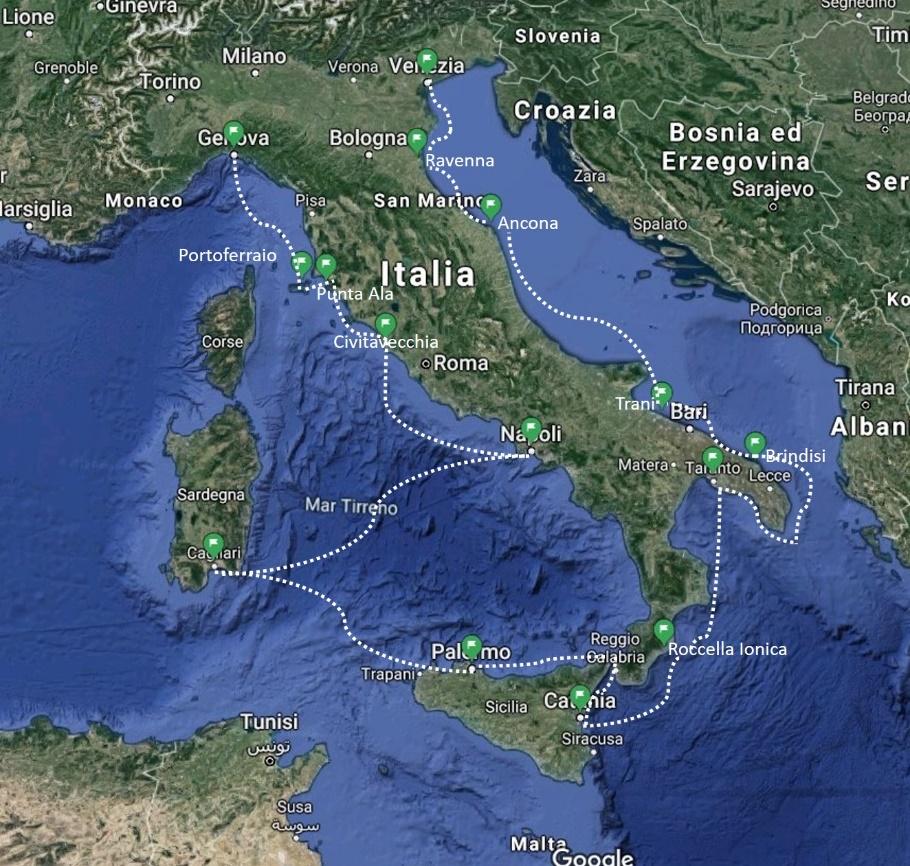 Ginevra
Seghedino
Lione
Slovenia
Tim
Milano
Grenoble
Verona
Venezia
Torino
Croazia
Belgrado
Београд
Genova
Bologna
Bosnia ed
Erzegovina
Ravenna
Zara
Sarajevo
Ser
Monaco
Pisa
San Marino
arsiglia
Ancona
Spalato
Portoferraio
Italia
Punta Ala
Ko
Podgorica
Подгорица
Corse
Civitavecchia
Roma
Tirana
Trani
Bari
Alban
Napoli
Brindisi
Matera
Taranto
Lecce
Sardegna
Mar Tirreno
Cagliari
Reggio
Calabria
Palermo
Roccella Ionica
Trapani
Sicilia
Catania
Tunisi
تونس
Siracusa
Susa
سوسة
Malta
Google